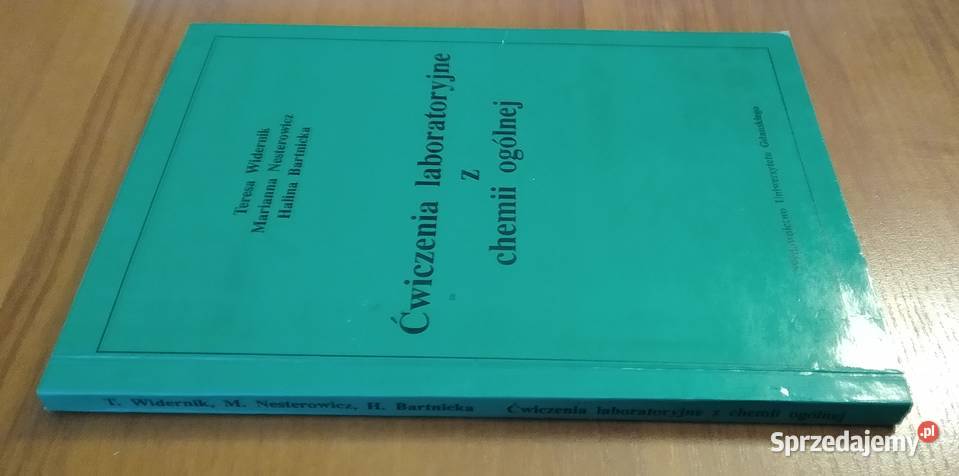 Teresa Widernik
Marianna Nesterowicz
Halina Bartnicka
Ćwiczenia laboratoryjne
z
chemii ogólnej
Wydawnictwo Uniwersytetu Gdańskiego
T. Widernik, M. Nesterowicz, H. Bartnicka Ćwiczenia laboratoryjne z chemii ogólnej
Sprzedajemy.pl